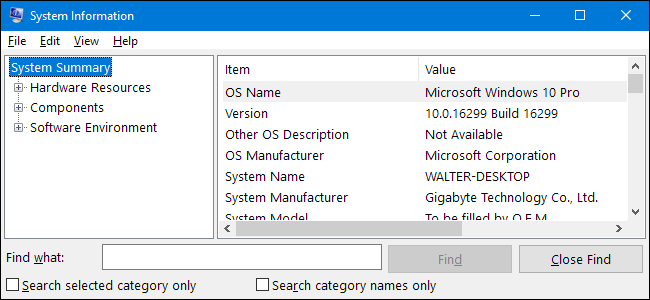 System Information
File Edit View Help
System Summary
Hardware Resources
Components
Software Environment
Item Value
OS Name Microsoft Windows 10 Pro
Version 10.0.16299 Build 16299
Other OS Description Not Available
OS Manufacturer Microsoft Corporation
System Name WALTER-DESKTOP
System Manufacturer Gigabyte Technology Co., Ltd.
System Model To be filled by O.E.M.
Find what: Find Close Find
Search selected category only Search category names only